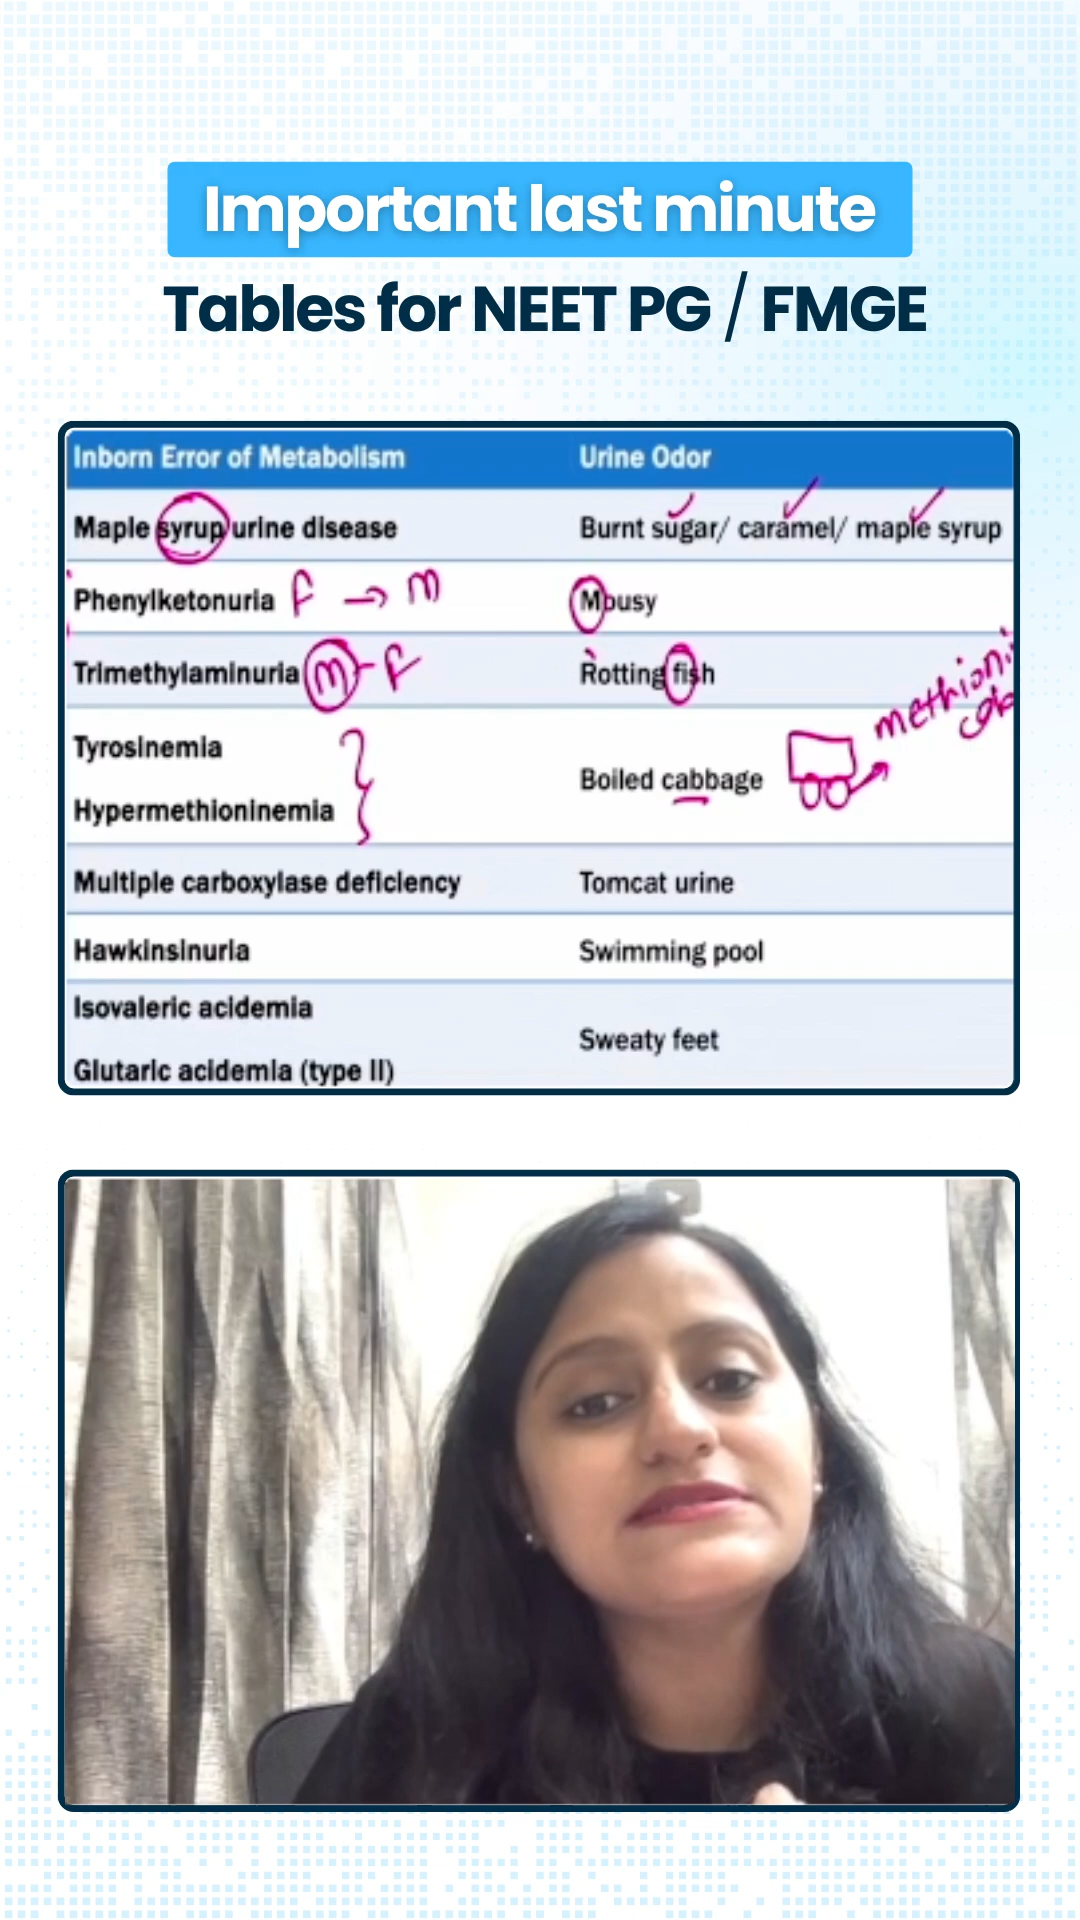 Important last minute
Tables for NEET PG / FMGE
Inborn Error of Metabolism Urine Odor
Maple syrup urine disease Burnt sugar/ caramel/ maple syrup
Phenylketonuria F → M Mousy
Trimethylaminuria M - F Rotting fish
Tyrosinemia
Hypermethioninemia
Boiled cabbage
Multiple carboxylase deficiency Tomcat urine
Hawkinsinuria Swimming pool
Isovaleric acidemia
Glutaric acidemia (type II)
Sweaty feet